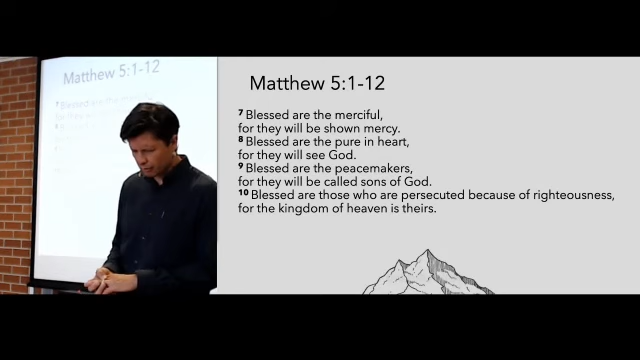 Matthew 5:1-12
Matthew 5:1-12
7 Blessed are the merciful,
for they will be shown mercy.
8 Blessed are the pure in heart,
for they will see God.
9 Blessed are the peacemakers,
for they will be called sons of God.
10 Blessed are those who are persecuted because of righteousness,
for the kingdom of heaven is theirs.